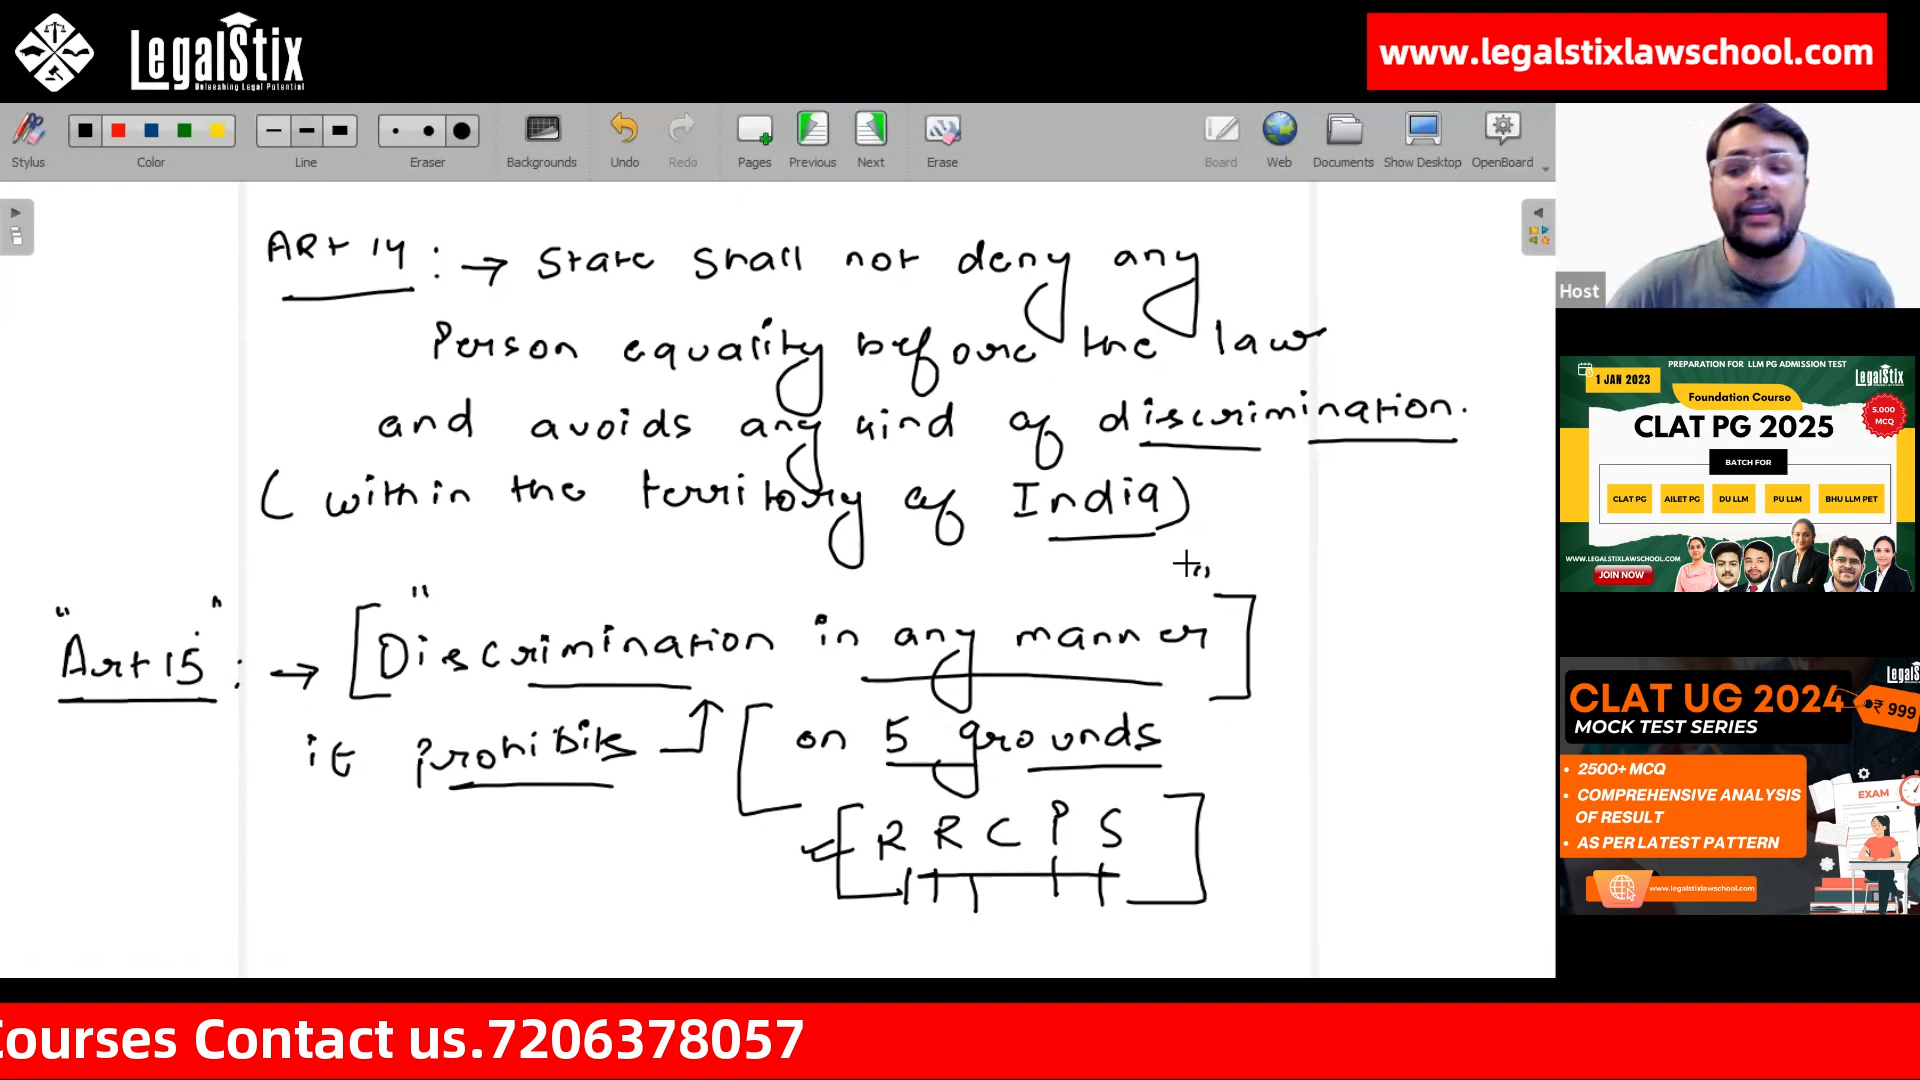 LegalStix
Unleashing Legal Potential
www.legalstixlawschool.com
Stylus
Color
Line
Eraser
Backgrounds
Undo
Redo
Pages
Previous
Next
Erase
Board
Web
Documents
Show Desktop
OpenBoard
Host
ARt 14 : → State Shall not deny any
Person equality before the law
and avoids any kind of discrimination.
( within the territory of India)
"Art 15" : → ["Discrimination in any manner"]
it Prohibits
[ on 5 grounds
[ R R C P S ]
PREPARATION FOR LLM PG ADMISSION TEST
1 JAN 2023
LegalStix
Foundation Course
5,000
MCQ
CLAT PG 2025
BATCH FOR
CLAT PG
AILET PG
DU LLM
PU LLM
BHU LLM PET
WWW.LEGALSTIXLAWSCHOOL.COM
JOIN NOW
LegalS
CLAT UG 2024
₹ 999
MOCK TEST SERIES
• 2500+ MCQ
• COMPREHENSIVE ANALYSIS
OF RESULT
• AS PER LATEST PATTERN
EXAM
www.legalstixlawschool.com
Courses Contact us.7206378057